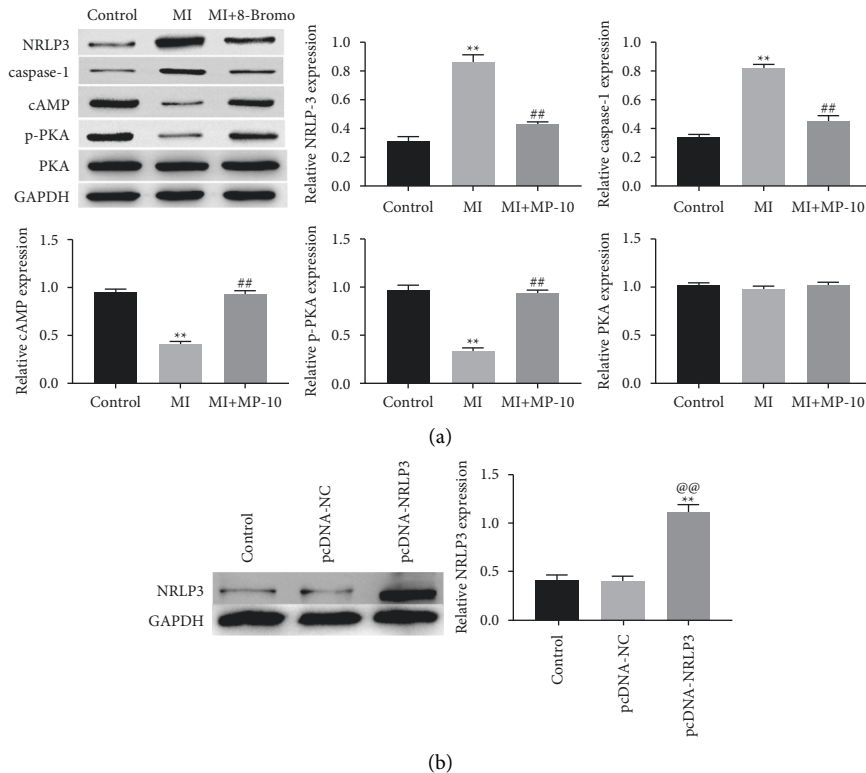 Control MI MI+8-Bromo
NRLP3
caspase-1
cAMP
p-PKA
PKA
GAPDH
Relative NRLP-3 expression
1.0
0.8
0.6
0.4
0.2
0.0
**
##
Control MI MI+MP-10
Relative caspase-1 expression
1.0
0.8
0.6
0.4
0.2
0.0
**
##
Control MI MI+MP-10
Relative cAMP expression
1.5
1.0
0.5
0.0
**
##
Control MI MI+MP-10
Relative p-PKA expression
1.5
1.0
0.5
0.0
**
##
Control MI MI+MP-10
Relative PKA expression
1.5
1.0
0.5
0.0
Control MI MI+MP-10
(a)
Control
pcDNA-NC
pcDNA-NRLP3
NRLP3
GAPDH
Relative NRLP3 expression
1.5
1.0
0.5
0.0
@@
**
Control
pcDNA-NC
pcDNA-NRLP3
(b)